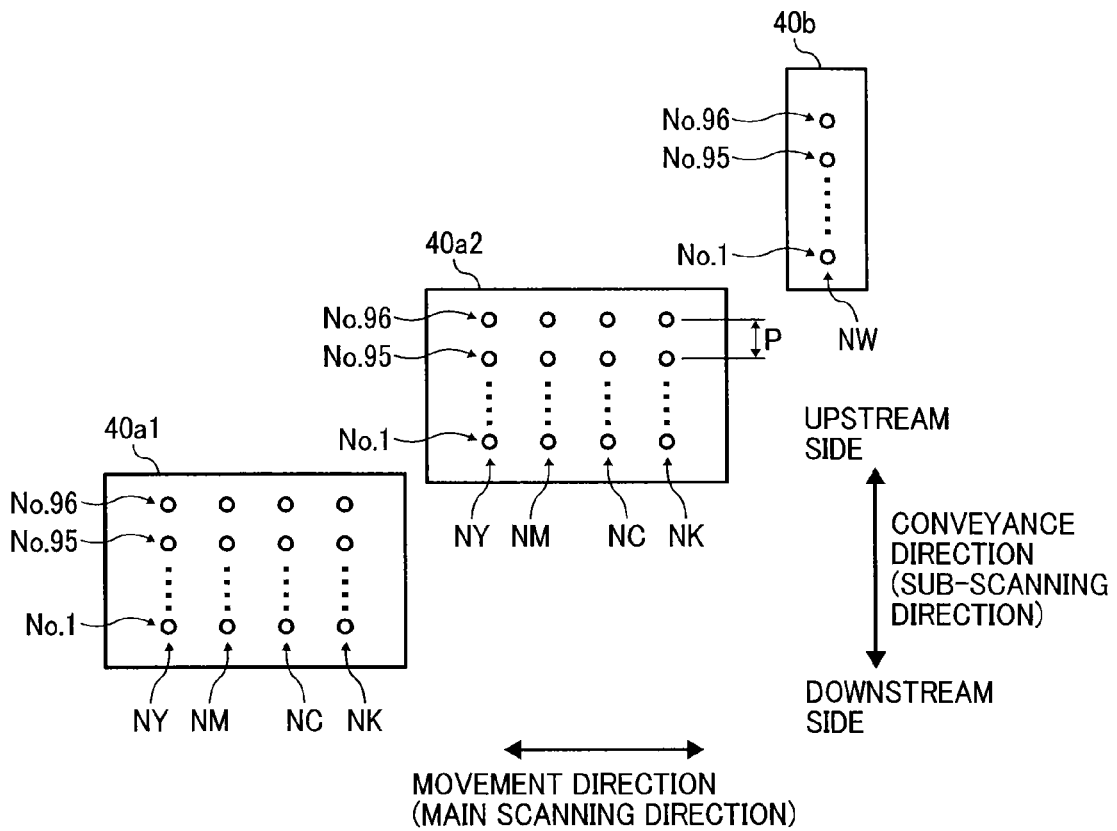 40b
No.96
No.95
No.1
NW
40a2
No.96
No.95
No.1
P
NY NM NC NK
40a1
No.96
No.95
No.1
NY NM NC NK
UPSTREAM
SIDE
CONVEYANCE
DIRECTION
(SUB-SCANNING
DIRECTION)
DOWNSTREAM
SIDE
MOVEMENT DIRECTION
(MAIN SCANNING DIRECTION)